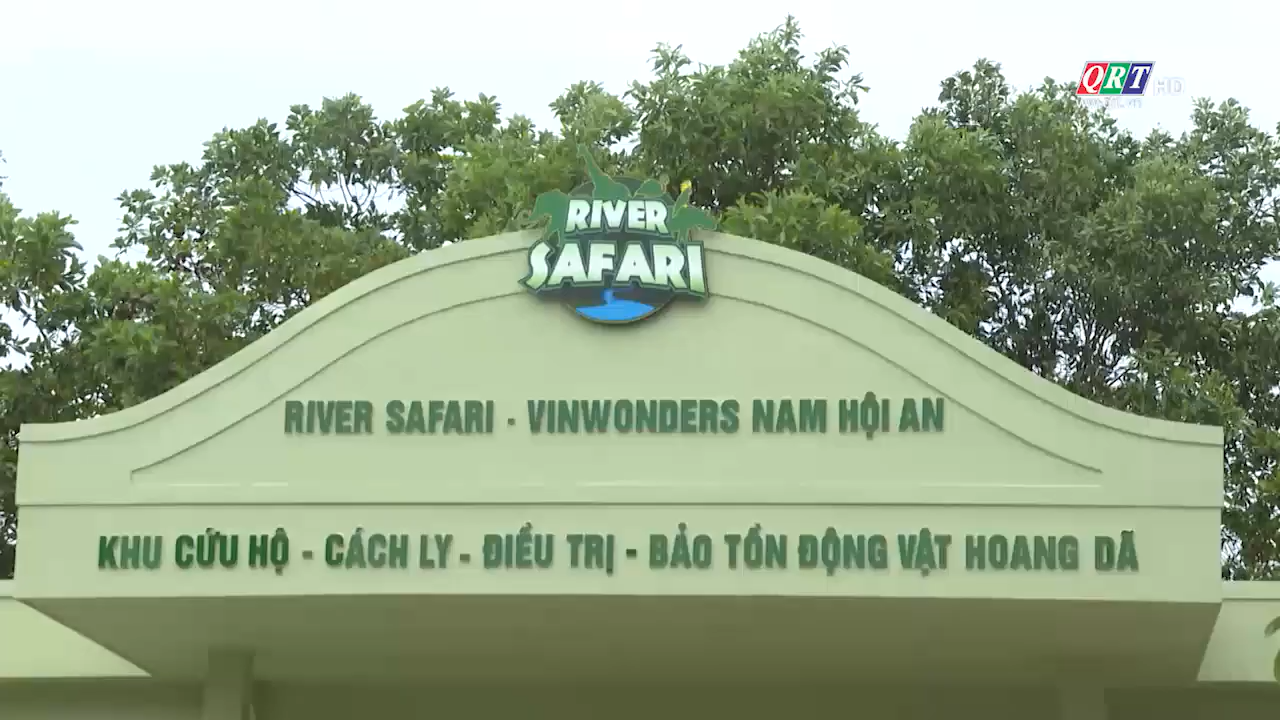 QRT HD
RIVER
SAFARI
RIVER SAFARI - VINWONDERS NAM HỘI AN
KHU CỨU HỘ - CÁCH LY - ĐIỀU TRỊ - BẢO TỒN ĐỘNG VẬT HOANG DÃ